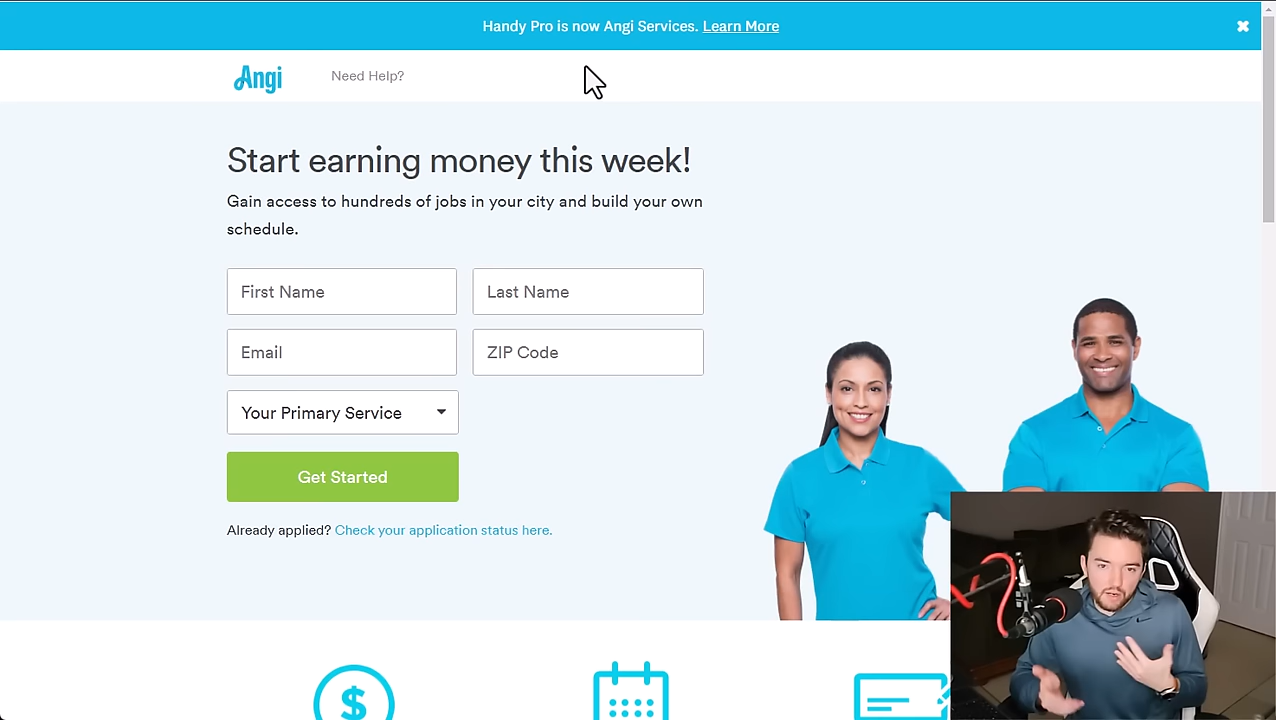 Handy Pro is now Angi Services. Learn More
Angi
Need Help?
Start earning money this week!
Gain access to hundreds of jobs in your city and build your own
schedule.
First Name
Last Name
Email
ZIP Code
Your Primary Service
Get Started
Already applied? Check your application status here.
$